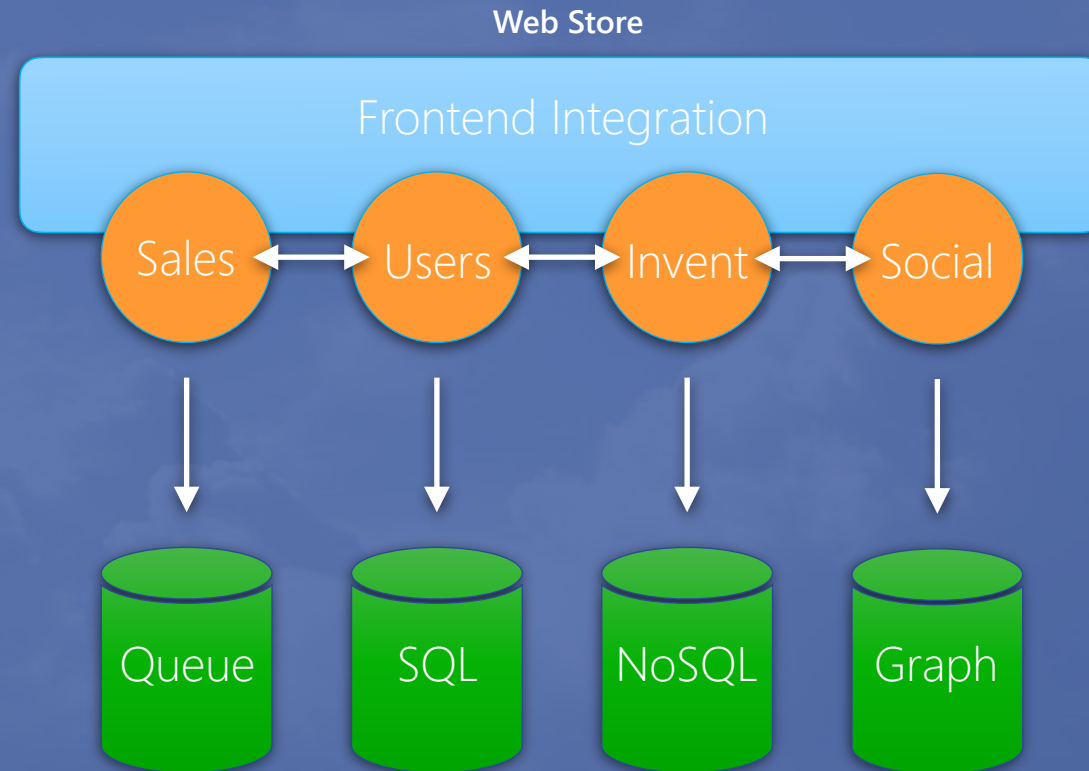 Web Store
Frontend Integration
Sales
Users
Invent
Social
Queue
SQL
NoSQL
Graph